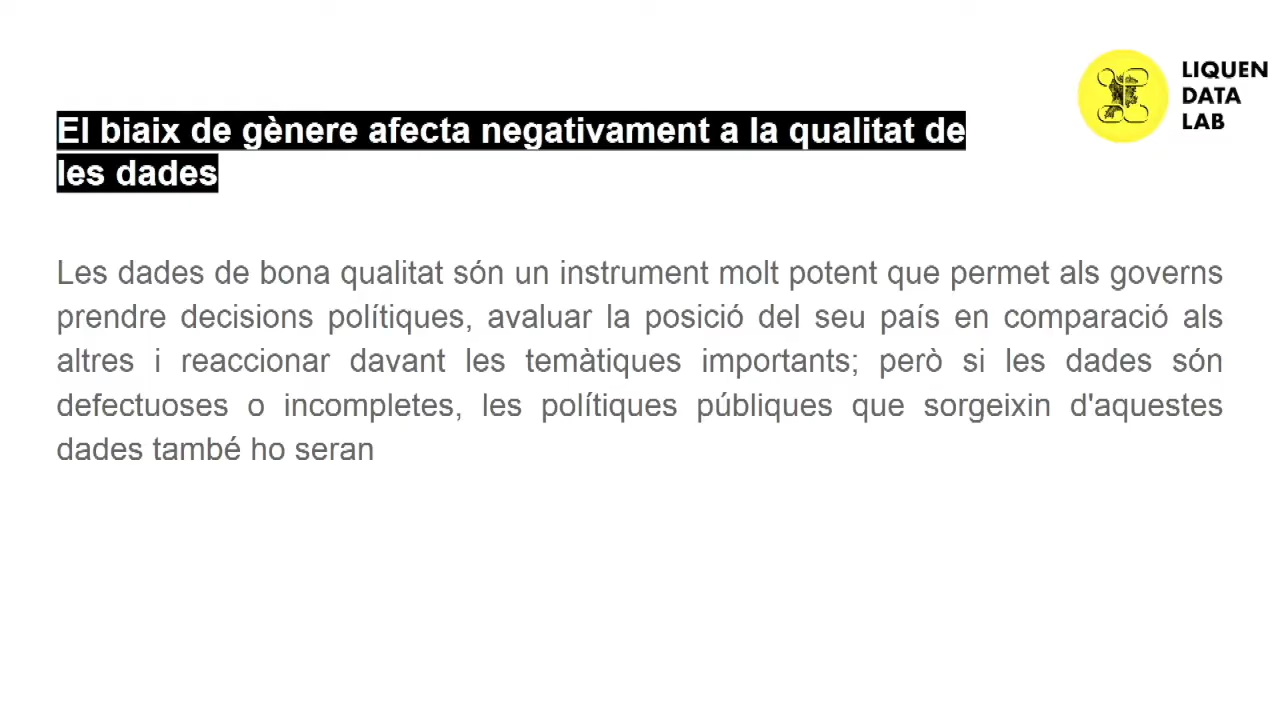 El biaix de gènere afecta negativament a la qualitat de
les dades
LIQUEN
DATA
LAB
Les dades de bona qualitat són un instrument molt potent que permet als governs
prendre decisions polítiques, avaluar la posició del seu país en comparació als
altres i reaccionar davant les temàtiques importants; però si les dades són
defectuoses o incompletes, les polítiques públiques que sorgeixin d'aquestes
dades també ho seran